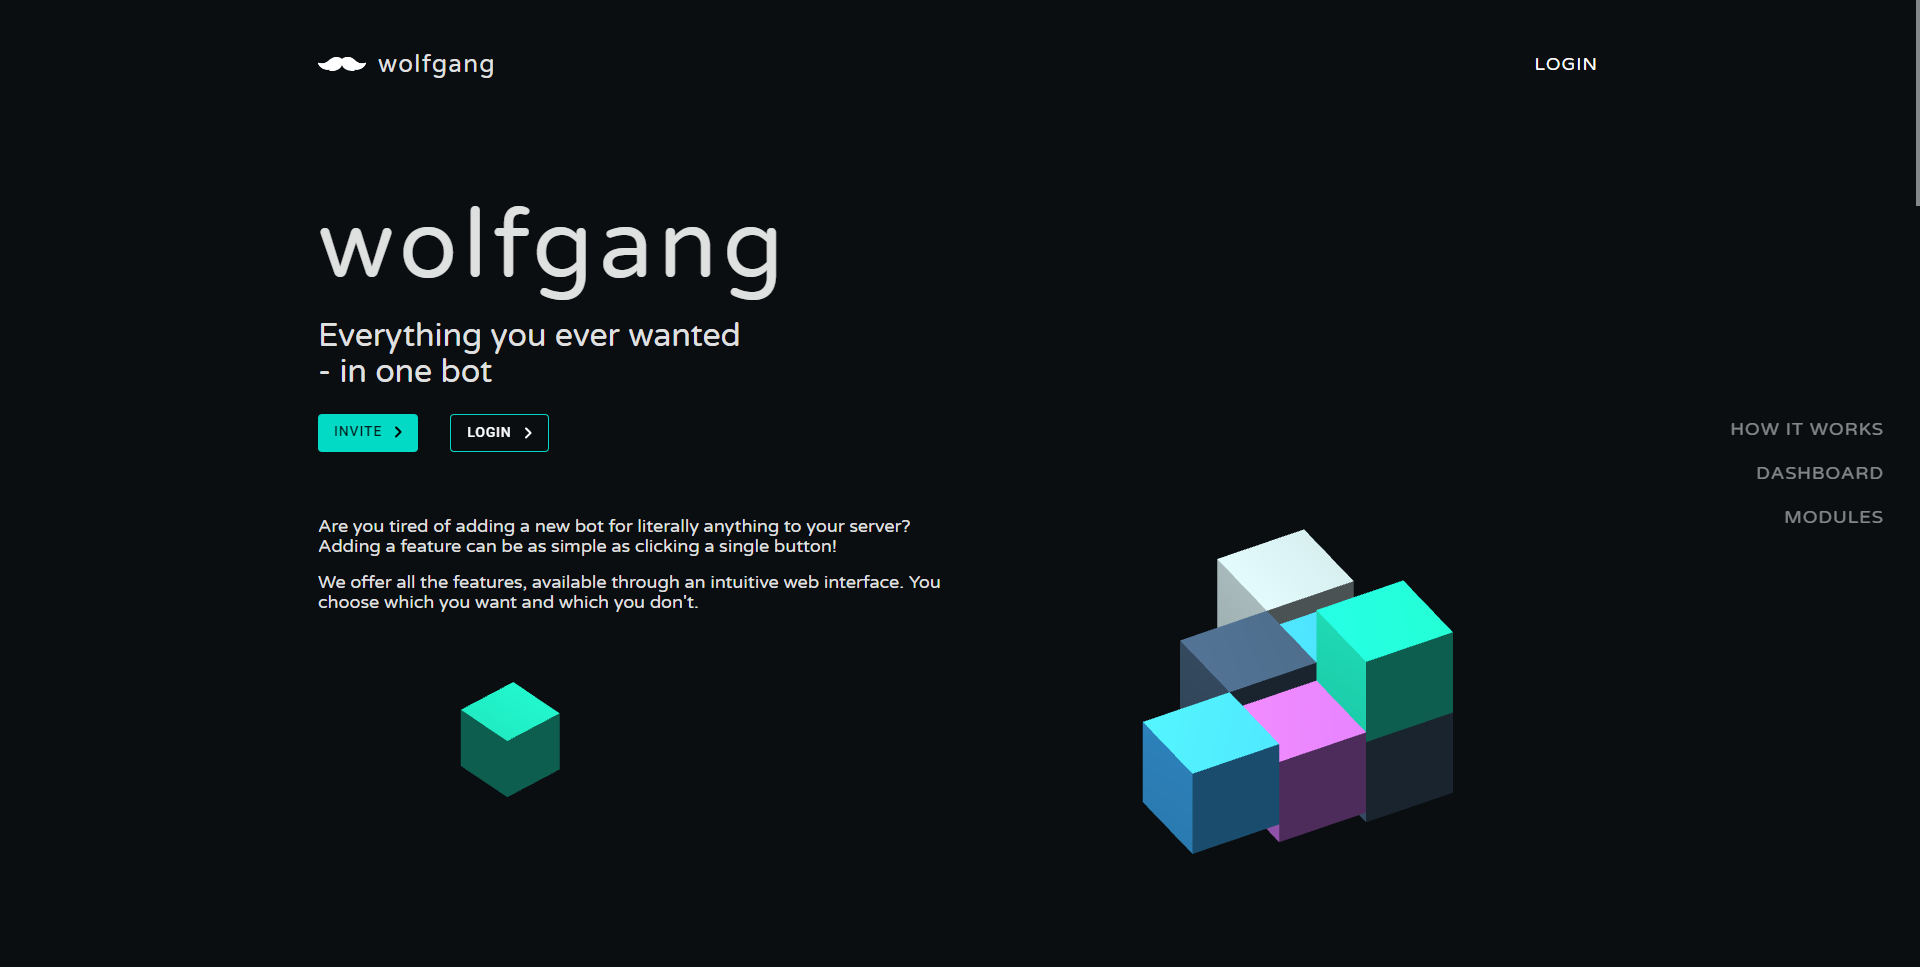 wolfgang
LOGIN
wolfgang
Everything you ever wanted
- in one bot
INVITE
LOGIN
Are you tired of adding a new bot for literally anything to your server?
Adding a feature can be as simple as clicking a single button!
We offer all the features, available through an intuitive web interface. You
choose which you want and which you don't.
HOW IT WORKS
DASHBOARD
MODULES